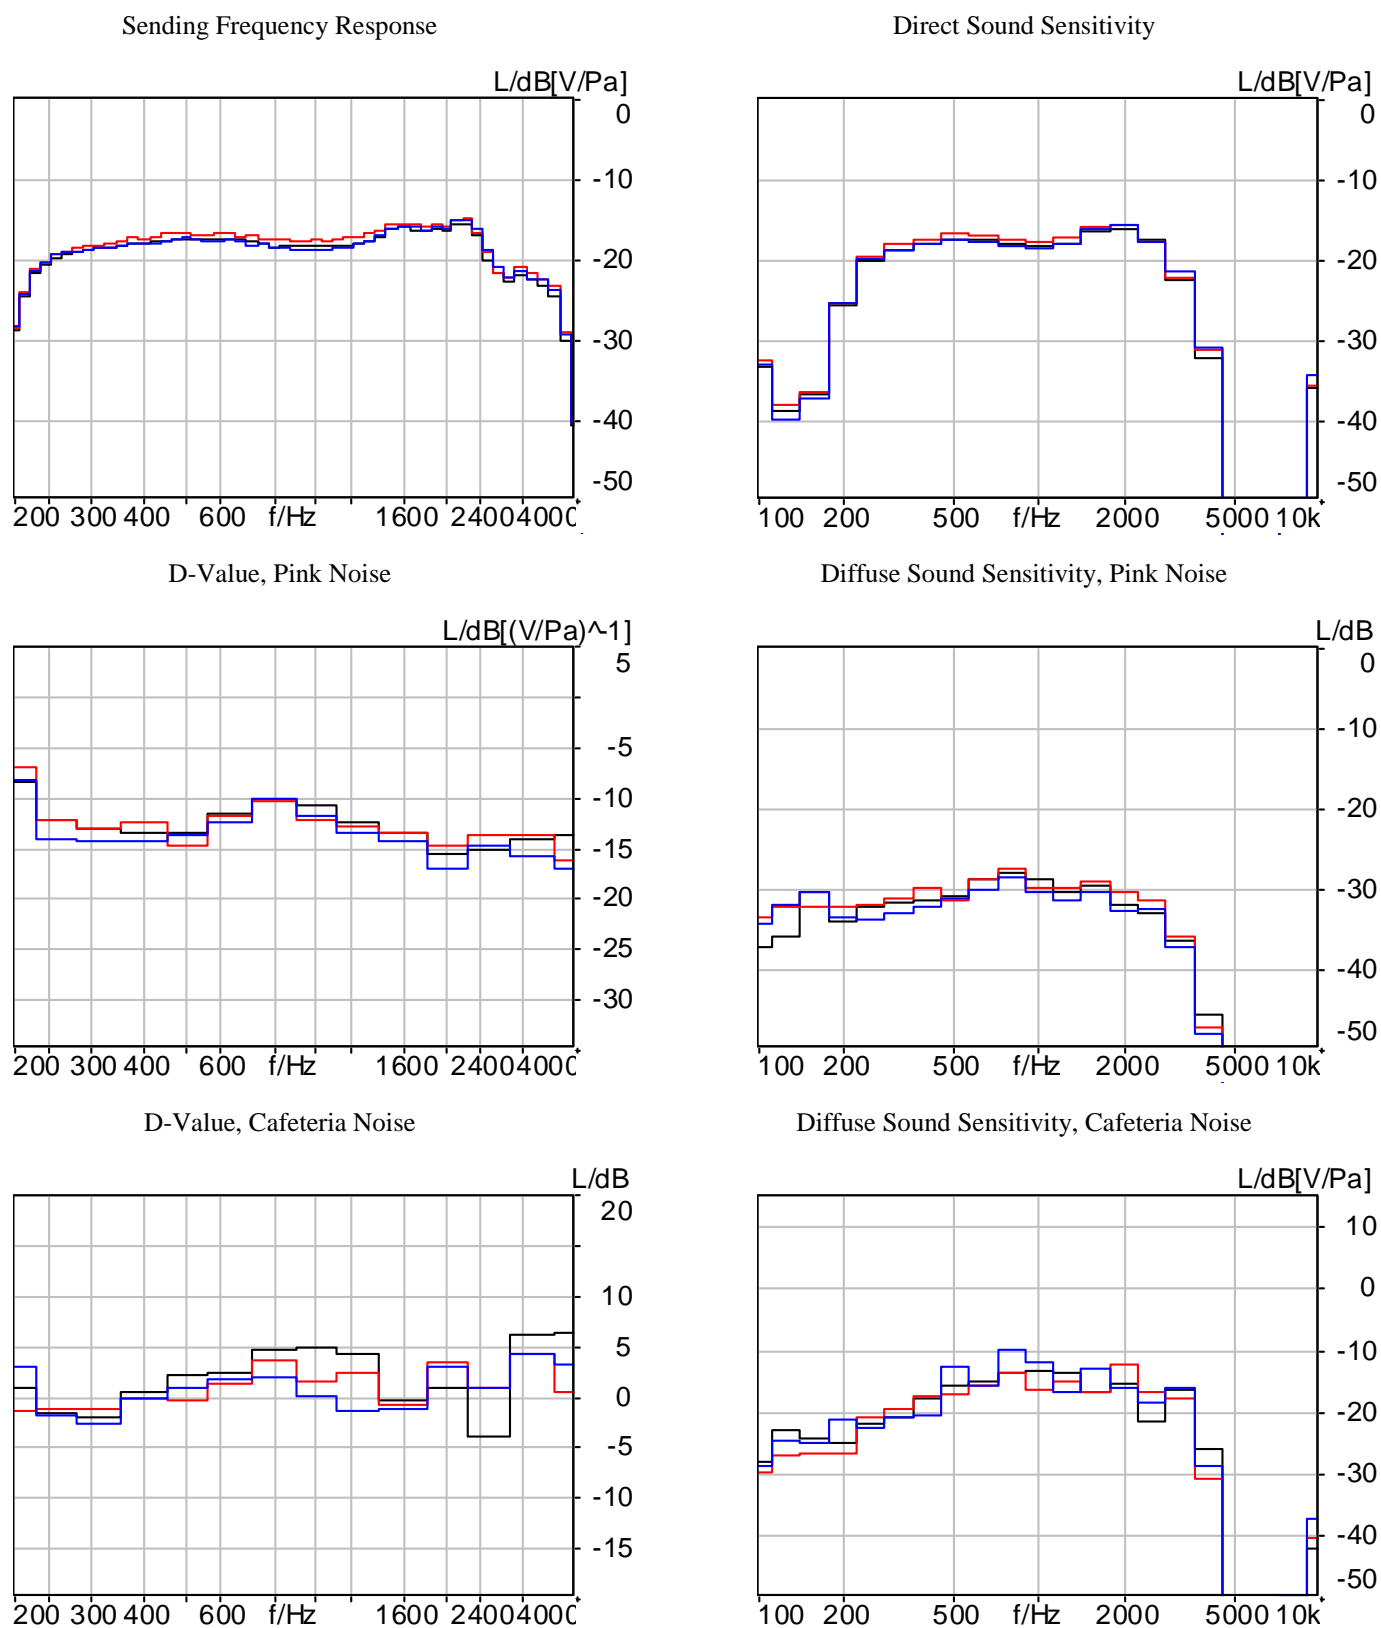 Sending Frequency Response
L/dB[V/Pa]
0
-10
-20
-30
-40
-50
200 300 400 600 f/Hz 1600 2400 4000
Direct Sound Sensitivity
L/dB[V/Pa]
0
-10
-20
-30
-40
-50
100 200 500 f/Hz 2000 5000 10k
D-Value, Pink Noise
L/dB[(V/Pa)^-1]
5
-5
-10
-15
-20
-25
-30
200 300 400 600 f/Hz 1600 2400 4000
Diffuse Sound Sensitivity, Pink Noise
L/dB
0
-10
-20
-30
-40
-50
100 200 500 f/Hz 2000 5000 10k
D-Value, Cafeteria Noise
L/dB
20
10
5
0
-5
-10
-15
200 300 400 600 f/Hz 1600 2400 4000
Diffuse Sound Sensitivity, Cafeteria Noise
L/dB[V/Pa]
10
0
-10
-20
-30
-40
-50
100 200 500 f/Hz 2000 5000 10k